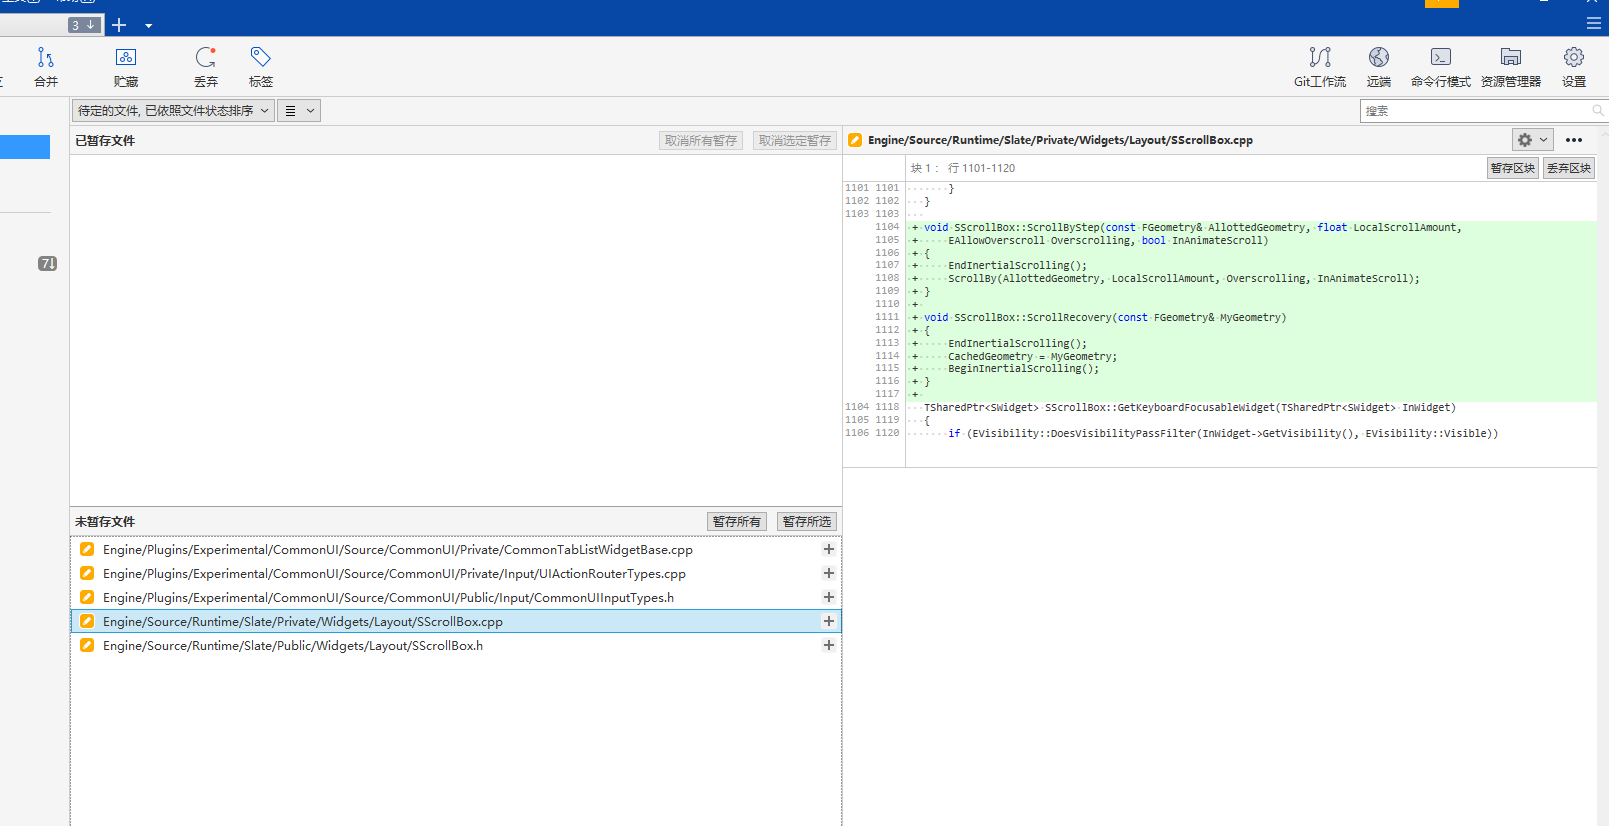 3 ↓
合并
贮藏
丢弃
标签
Git工作流
远端
命令行模式
资源管理器
设置
待定的文件, 已依照文件状态排序
搜索
已暂存文件
取消所有暂存
取消选定暂存
7↓
未暂存文件
暂存所有
暂存所选
Engine/Plugins/Experimental/CommonUI/Source/CommonUI/Private/CommonTabListWidgetBase.cpp
Engine/Plugins/Experimental/CommonUI/Source/CommonUI/Private/Input/UIActionRouterTypes.cpp
Engine/Plugins/Experimental/CommonUI/Source/CommonUI/Public/Input/CommonUIInputTypes.h
Engine/Source/Runtime/Slate/Private/Widgets/Layout/SScrollBox.cpp
Engine/Source/Runtime/Slate/Public/Widgets/Layout/SScrollBox.h
Engine/Source/Runtime/Slate/Private/Widgets/Layout/SScrollBox.cpp
块 1： 行 1101-1120
暂存区块
丢弃区块
1101 1101 }
1102 1102 }
1103 1103
1104 + void SScrollBox::ScrollByStep(const FGeometry& AllottedGeometry, float LocalScrollAmount,
1105 + EAllowOverscroll Overscrolling, bool InAnimateScroll)
1106 + {
1107 + EndInertialScrolling();
1108 + ScrollBy(AllottedGeometry, LocalScrollAmount, Overscrolling, InAnimateScroll);
1109 + }
1110 +
1111 + void SScrollBox::ScrollRecovery(const FGeometry& MyGeometry)
1112 + {
1113 + EndInertialScrolling();
1114 + CachedGeometry = MyGeometry;
1115 + BeginInertialScrolling();
1116 + }
1117 +
1104 1118 TSharedPtr<SWidget> SScrollBox::GetKeyboardFocusableWidget(TSharedPtr<SWidget> InWidget)
1105 1119 {
1106 1120 if (EVisibility::DoesVisibilityPassFilter(InWidget->GetVisibility(), EVisibility::Visible))